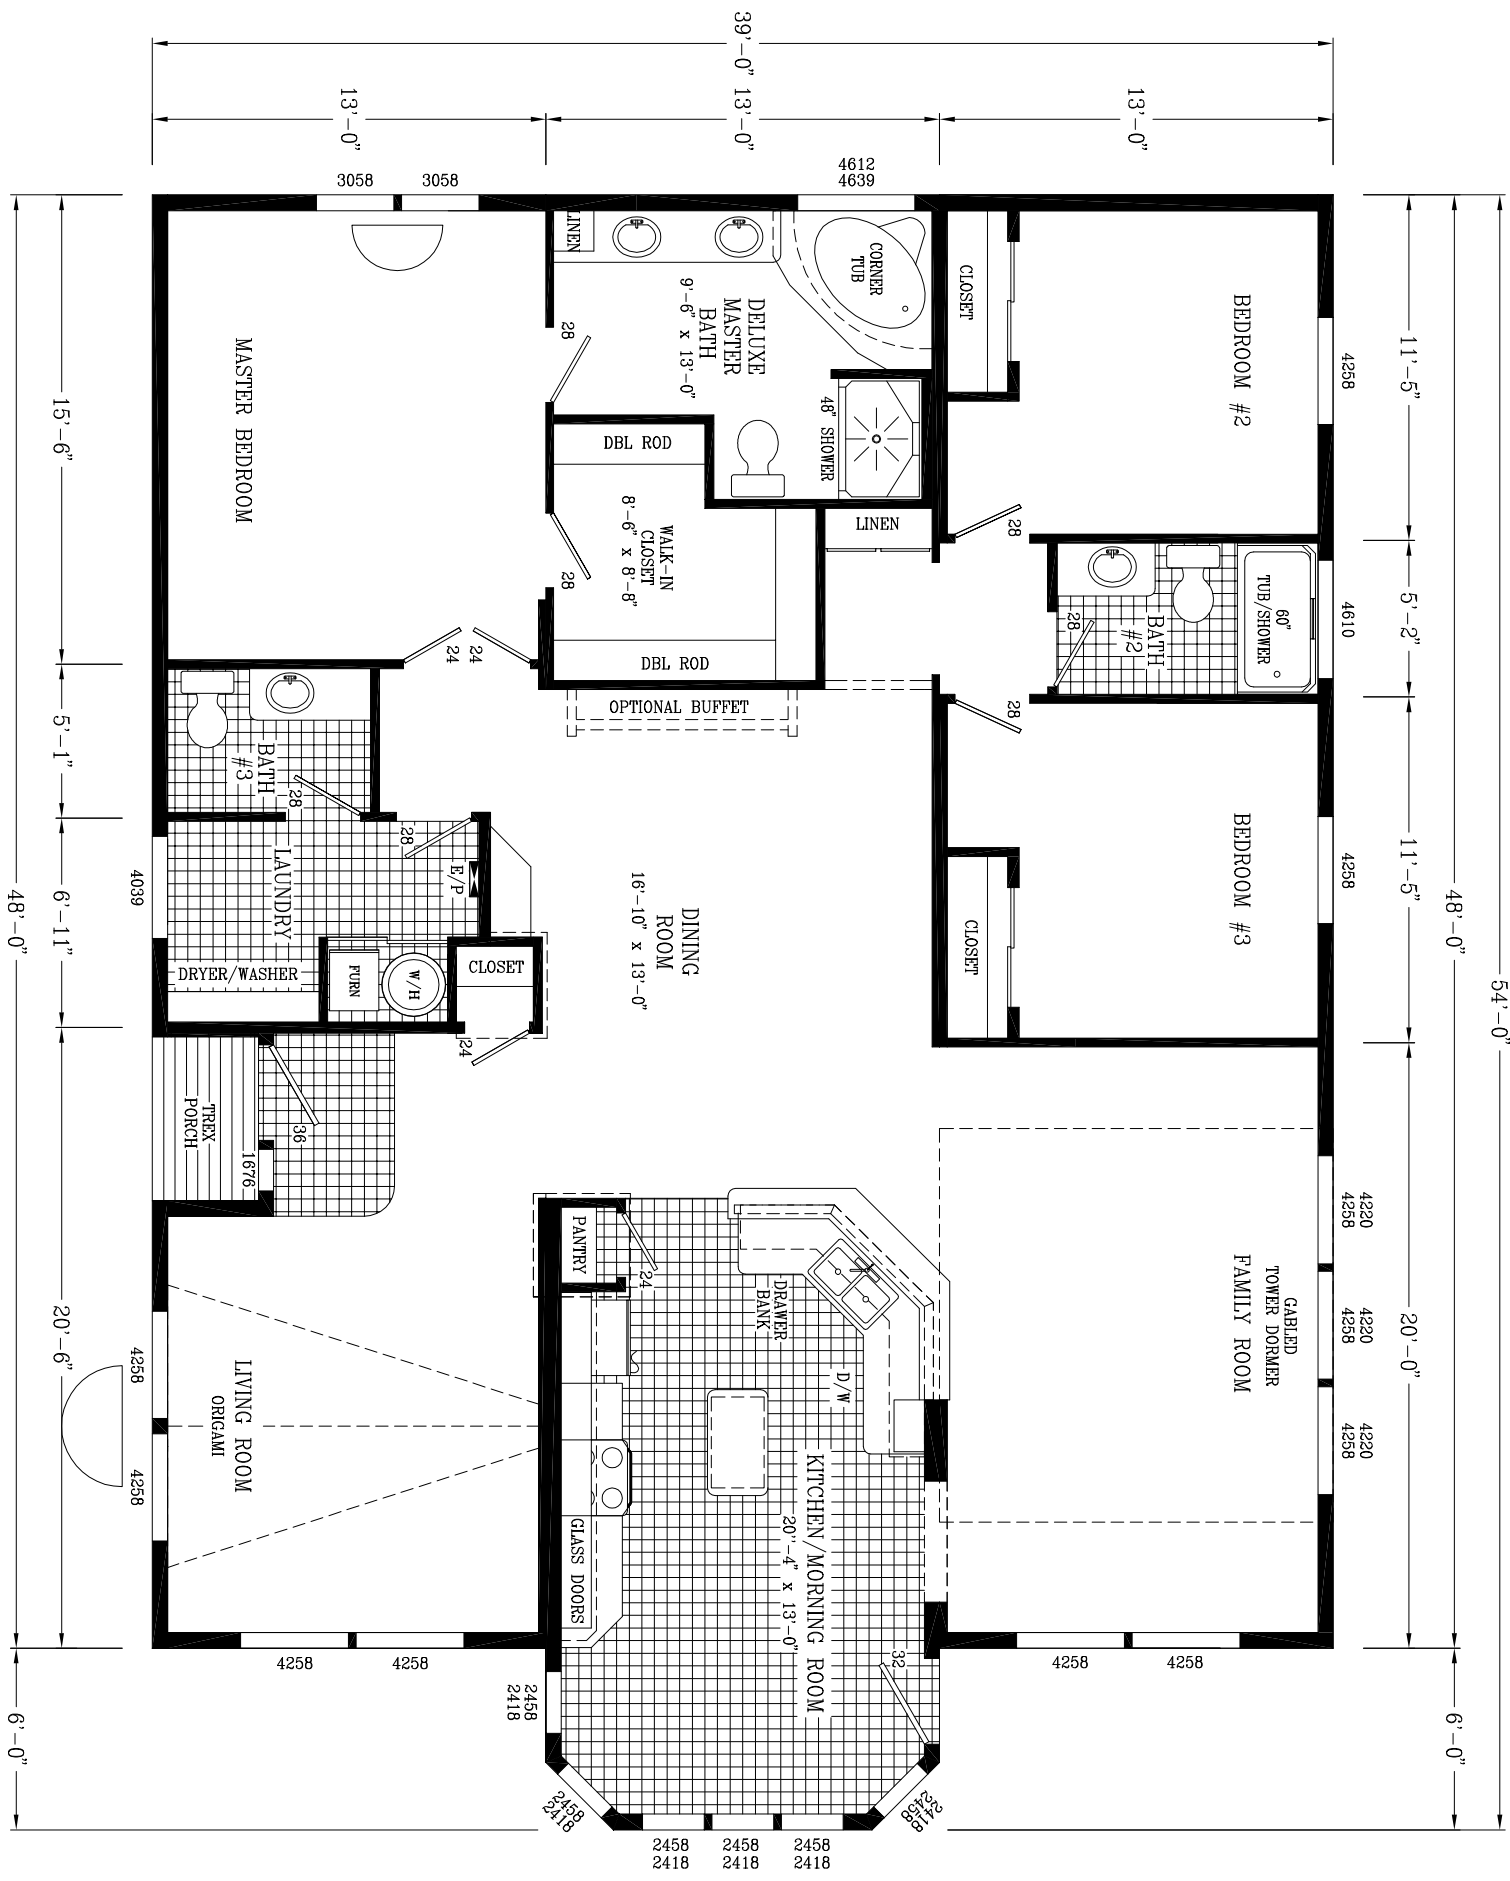 39'-0"
13'-0"
13'-0"
13'-0"
3058
3058
4612
4639
LINEN
CORNER
TUB
DELUXE
MASTER
BATH
9'-6" x 13'-0"
28
48" SHOWER
CLOSET
BEDROOM #2
4258
11'-5"
MASTER BEDROOM
15'-6"
DBL ROD
WALK-IN
CLOSET
8'-6" x 8'-8"
28
DBL ROD
LINEN
28
BATH
#2
28
60"
TUB/SHOWER
4610
5'-2"
24
24
OPTIONAL BUFFET
28
BATH
#3
28
5'-1"
BEDROOM #3
CLOSET
4258
11'-5"
LAUNDRY
28
E/P
4039
6'-11"
48'-0"
48'-0"
54'-0"
DRYER/WASHER
FURN
W/H
CLOSET
24
DINING
ROOM
16'-10" x 13'-0"
TREX
PORCH
36
1676
PANTRY
24
DRAWER
BANK
D/W
GABLED
TOWER DORMER
FAMILY ROOM
4220
4258
4220
4258
4220
4258
20'-0"
20'-6"
LIVING ROOM
ORIGAMI
4258
4258
GLASS DOORS
KITCHEN/MORNING ROOM
20'-4" x 13'-0"
32
4258
4258
4258
4258
2458
2418
2458
2418
2458
2418
2458
2418
2458
2418
2458
2418
6'-0"
6'-0"